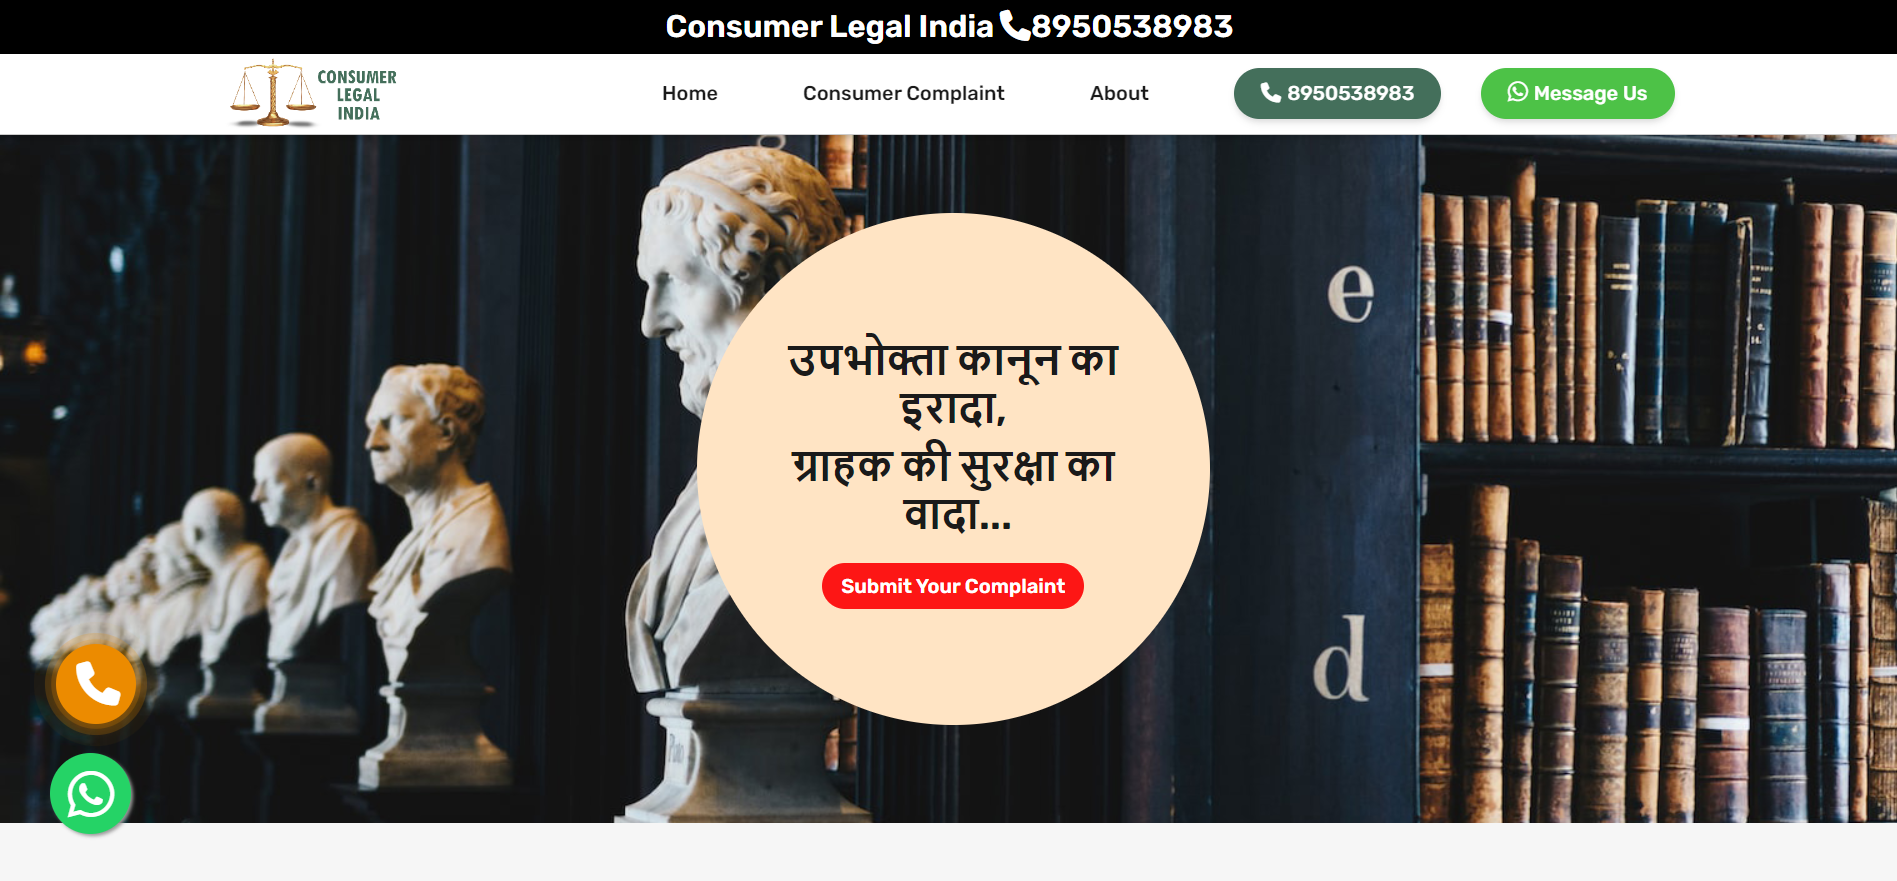 Consumer Legal India 8950538983
CONSUMER
LEGAL
INDIA
Home
Consumer Complaint
About
8950538983
Message Us
उपभोक्ता कानून का
इरादा,
ग्राहक की सुरक्षा का
वादा...
Submit Your Complaint
e
d